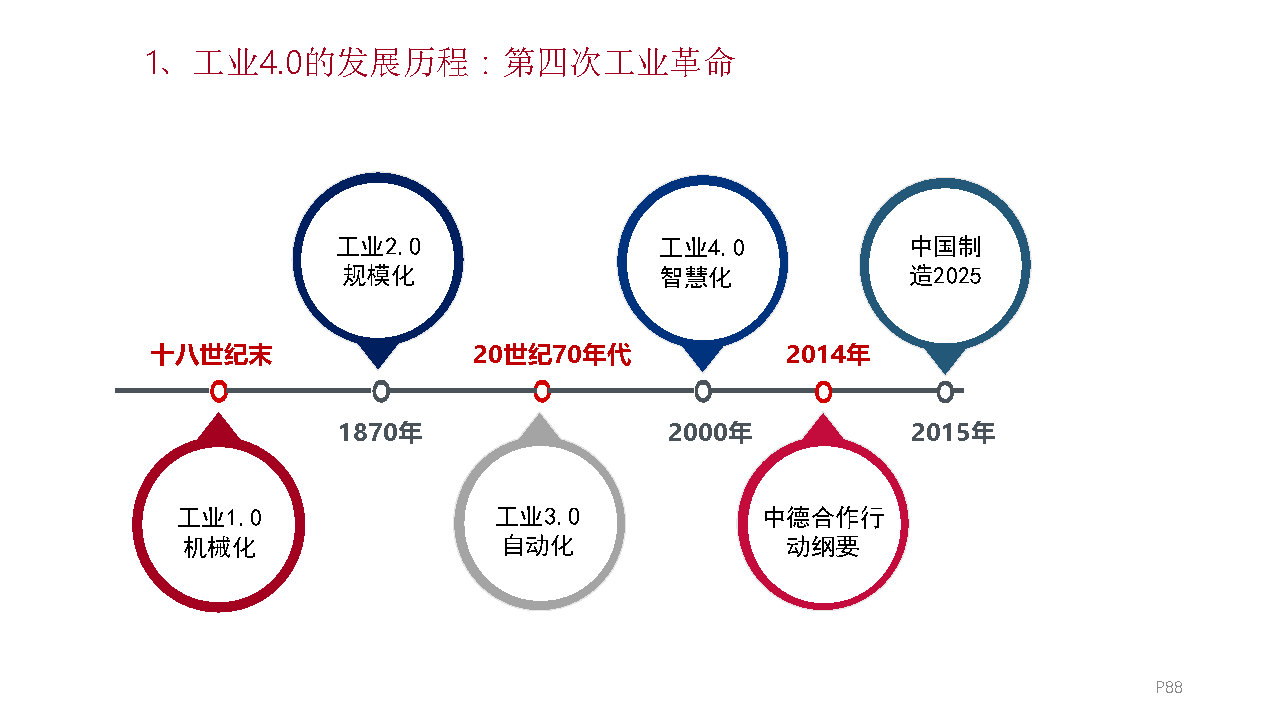 1、工业4.0的发展历程：第四次工业革命
工业2.0
规模化
工业4.0
智慧化
中国制
造2025
十八世纪末
20世纪70年代
2014年
1870年
2000年
2015年
工业1.0
机械化
工业3.0
自动化
中德合作行
动纲要
P88